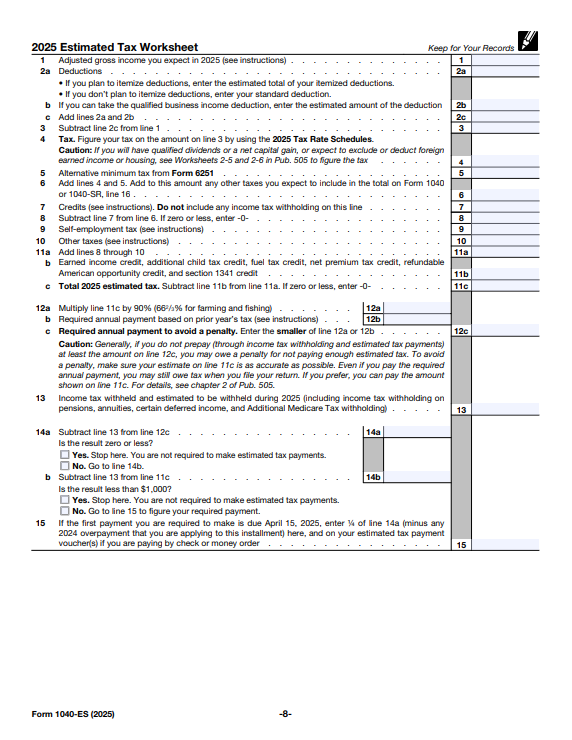 2025 Estimated Tax Worksheet Keep for Your Records
1 Adjusted gross income you expect in 2025 (see instructions) . . . . . . . . . . . . . 1
2a Deductions . . . . . . . . . . . . . . . . . . . . . . . . . . . . 2a
• If you plan to itemize deductions, enter the estimated total of your itemized deductions.
• If you don't plan to itemize deductions, enter your standard deduction.
b If you can take the qualified business income deduction, enter the estimated amount of the deduction 2b
c Add lines 2a and 2b . . . . . . . . . . . . . . . . . . . . . . . . . 2c
3 Subtract line 2c from line 1 . . . . . . . . . . . . . . . . . . . . . . . 3
4 Tax. Figure your tax on the amount on line 3 by using the 2025 Tax Rate Schedules.
Caution: If you will have qualified dividends or a net capital gain, or expect to exclude or deduct foreign
earned income or housing, see Worksheets 2-5 and 2-6 in Pub. 505 to figure the tax . . . . . . 4
5 Alternative minimum tax from Form 6251 . . . . . . . . . . . . . . . . . . 5
6 Add lines 4 and 5. Add to this amount any other taxes you expect to include in the total on Form 1040
or 1040-SR, line 16 . . . . . . . . . . . . . . . . . . . . . . . . . 6
7 Credits (see instructions). Do not include any income tax withholding on this line . . . . . . . 7
8 Subtract line 7 from line 6. If zero or less, enter -0- . . . . . . . . . . . . . . . 8
9 Self-employment tax (see instructions) . . . . . . . . . . . . . . . . . . . 9
10 Other taxes (see instructions) . . . . . . . . . . . . . . . . . . . . . . 10
11a Add lines 8 through 10 . . . . . . . . . . . . . . . . . . . . . . . . 11a
b Earned income credit, additional child tax credit, fuel tax credit, net premium tax credit, refundable
American opportunity credit, and section 1341 credit . . . . . . . . . . . . . . . 11b
c Total 2025 estimated tax. Subtract line 11b from line 11a. If zero or less, enter -0- . . . . . . 11c
12a Multiply line 11c by 90% (66²/₃% for farming and fishing) . . . . . . . 12a
b Required annual payment based on prior year's tax (see instructions) . . . 12b
c Required annual payment to avoid a penalty. Enter the smaller of line 12a or 12b . . . . . . 12c
Caution: Generally, if you do not prepay (through income tax withholding and estimated tax payments)
at least the amount on line 12c, you may owe a penalty for not paying enough estimated tax. To avoid
a penalty, make sure your estimate on line 11c is as accurate as possible. Even if you pay the required
annual payment, you may still owe tax when you file your return. If you prefer, you can pay the amount
shown on line 11c. For details, see chapter 2 of Pub. 505.
13 Income tax withheld and estimated to be withheld during 2025 (including income tax withholding on
pensions, annuities, certain deferred income, and Additional Medicare Tax withholding) . . . . . 13
14a Subtract line 13 from line 12c . . . . . . . . . . . . . . . 14a
Is the result zero or less?
Yes. Stop here. You are not required to make estimated tax payments.
No. Go to line 14b.
b Subtract line 13 from line 11c . . . . . . . . . . . . . . . 14b
Is the result less than $1,000?
Yes. Stop here. You are not required to make estimated tax payments.
No. Go to line 15 to figure your required payment.
15 If the first payment you are required to make is due April 15, 2025, enter ¼ of line 14a (minus any
2024 overpayment that you are applying to this installment) here, and on your estimated tax payment
voucher(s) if you are paying by check or money order . . . . . . . . . . . . . . . 15
Form 1040-ES (2025) -8-